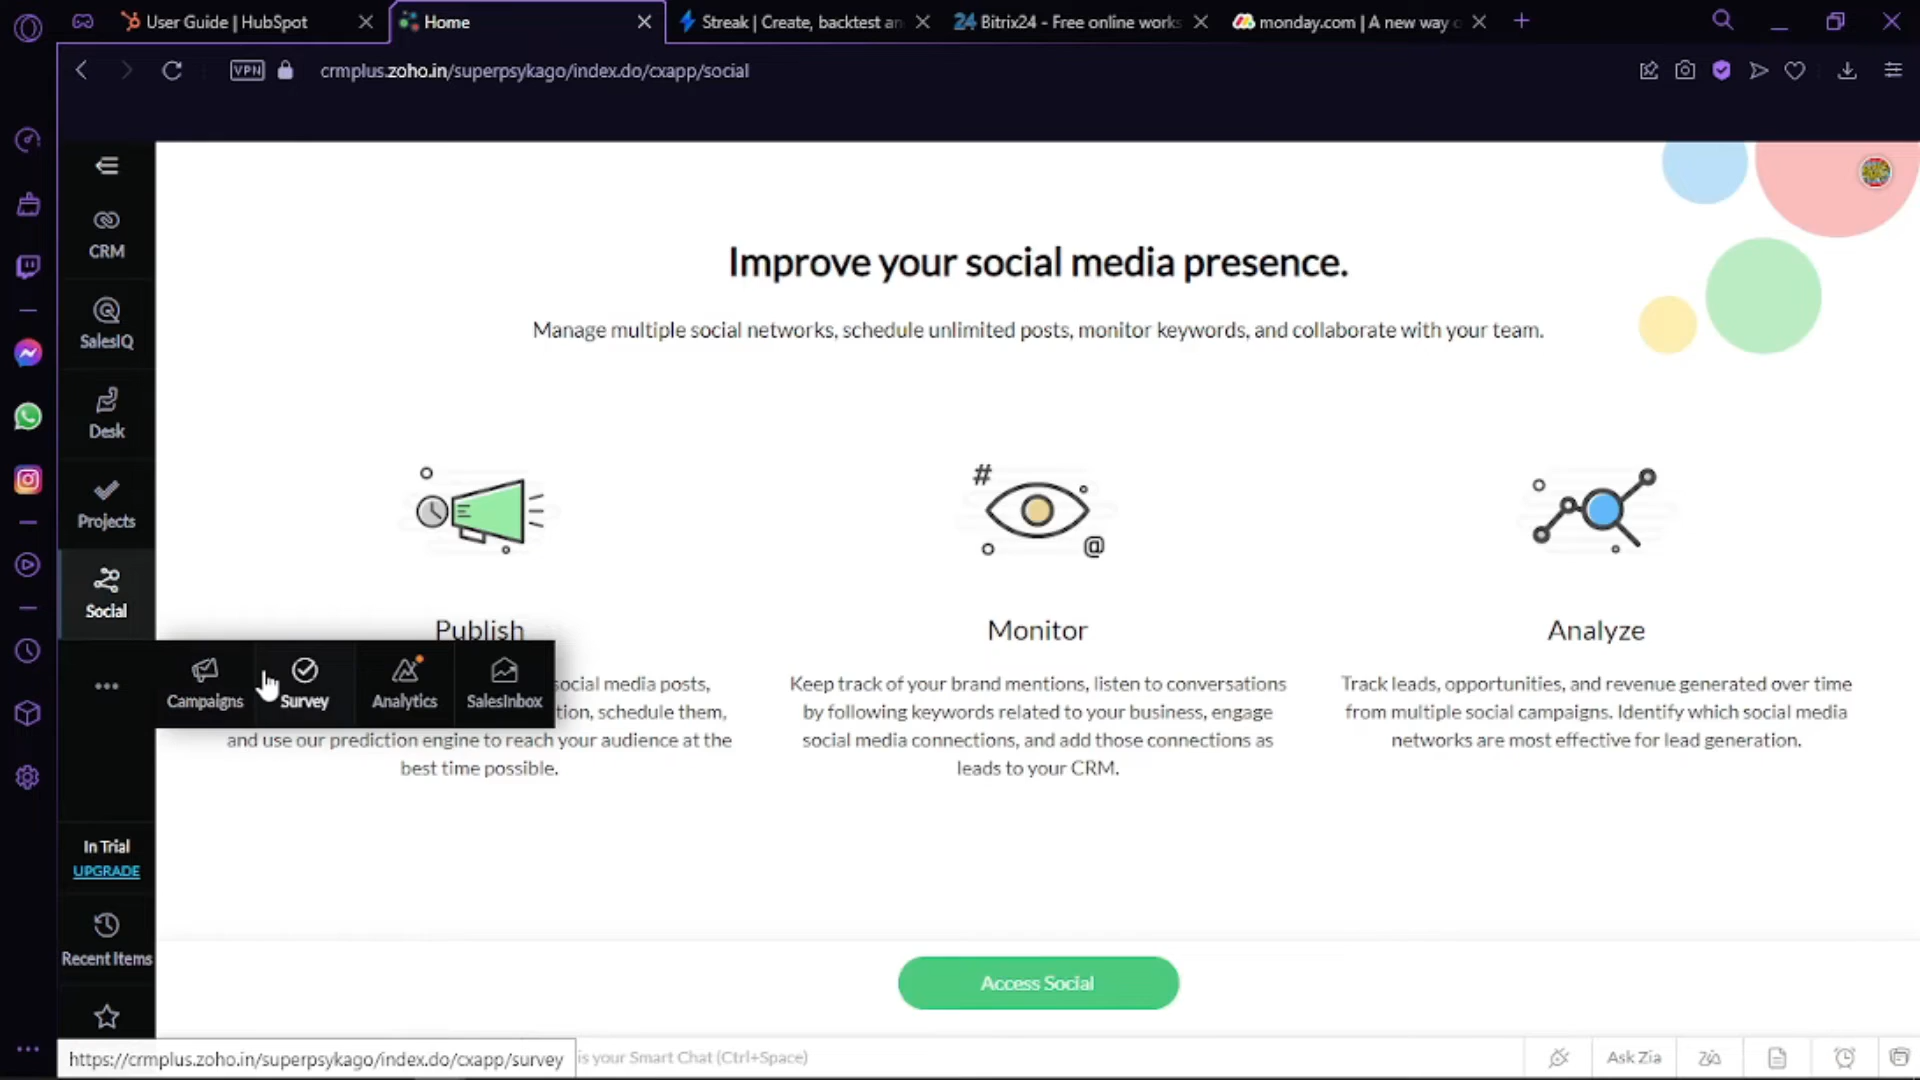 User Guide | HubSpot
Home
Streak | Create, backtest an
24 Bitrix24 - Free online works
monday.com | A new way o
VPN
crmplus.zoho.in/superpsykago/index.do/cxapp/social
CRM
SalesIQ
Desk
Projects
Social
Campaigns
Survey
Analytics
SalesInbox
In Trial
UPGRADE
Recent Items
Improve your social media presence.
Manage multiple social networks, schedule unlimited posts, monitor keywords, and collaborate with your team.
Publish
social media posts,
tion, schedule them,
and use our prediction engine to reach your audience at the
best time possible.
#
@
Monitor
Keep track of your brand mentions, listen to conversations
by following keywords related to your business, engage
social media connections, and add those connections as
leads to your CRM.
Analyze
Track leads, opportunities, and revenue generated over time
from multiple social campaigns. Identify which social media
networks are most effective for lead generation.
Access Social
https://crmplus.zoho.in/superpsykago/index.do/cxapp/survey
is your Smart Chat (Ctrl+Space)
Ask Zia